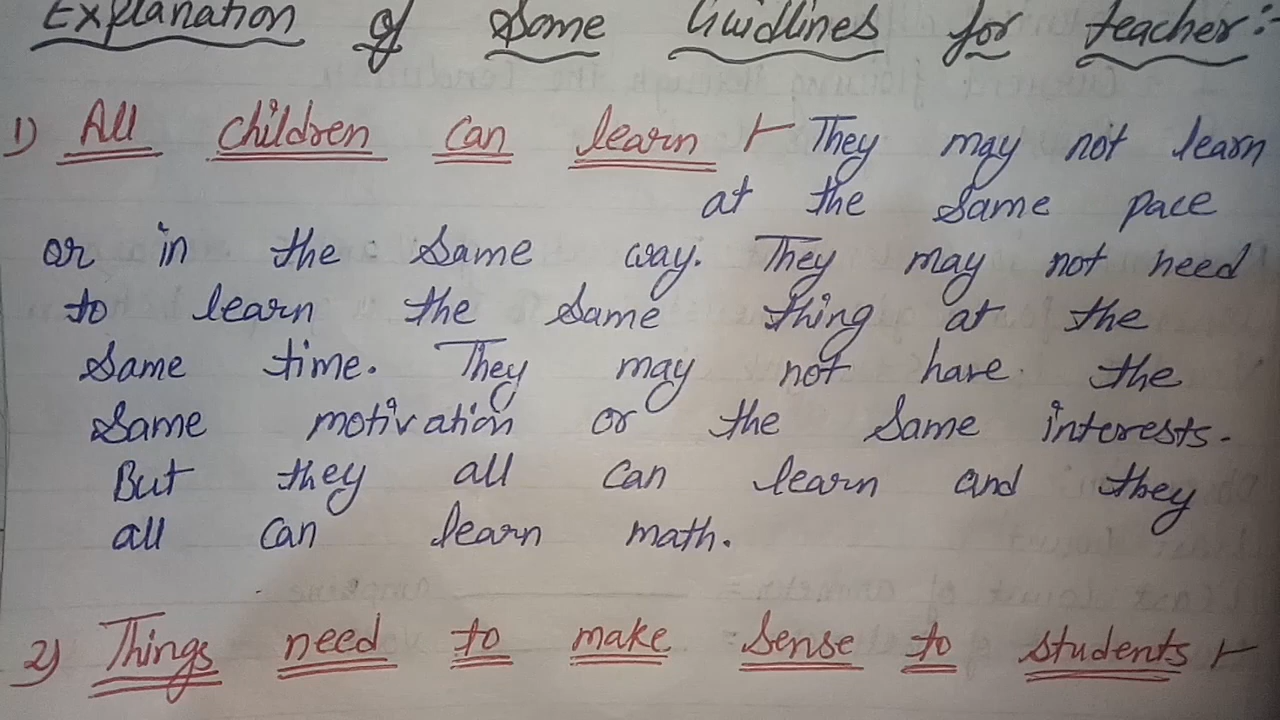 Explanation of Some Guidlines for teacher:-
1) All children can learn :- They may not learn
at the same pace
or in the same way. They may not need
to learn the same thing at the
same time. They may not have the
same motivation or the same interests.
But they all can learn and they
all can learn math.
2) Things need to make sense to students :-